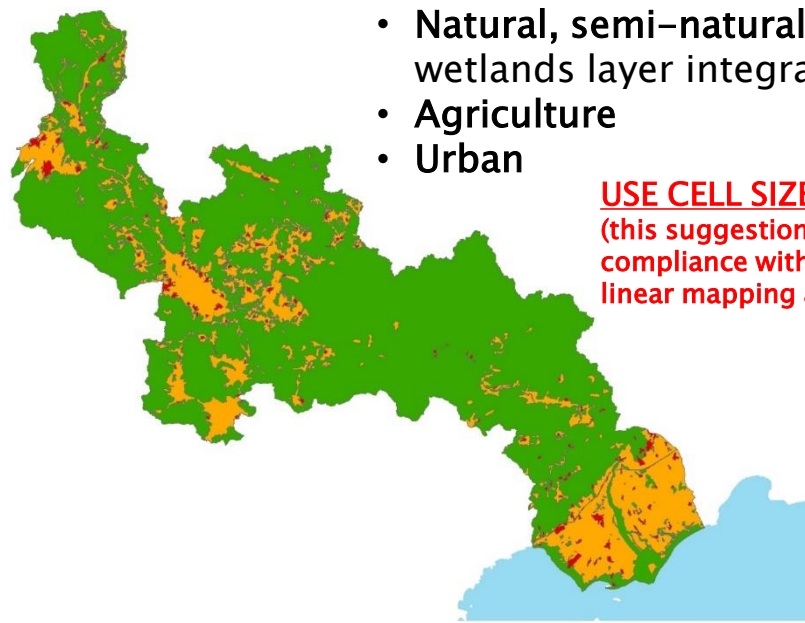 • Natural, semi-natural
wetlands layer integra
• Agriculture
• Urban
USE CELL SIZE
(this suggestion
compliance with
linear mapping